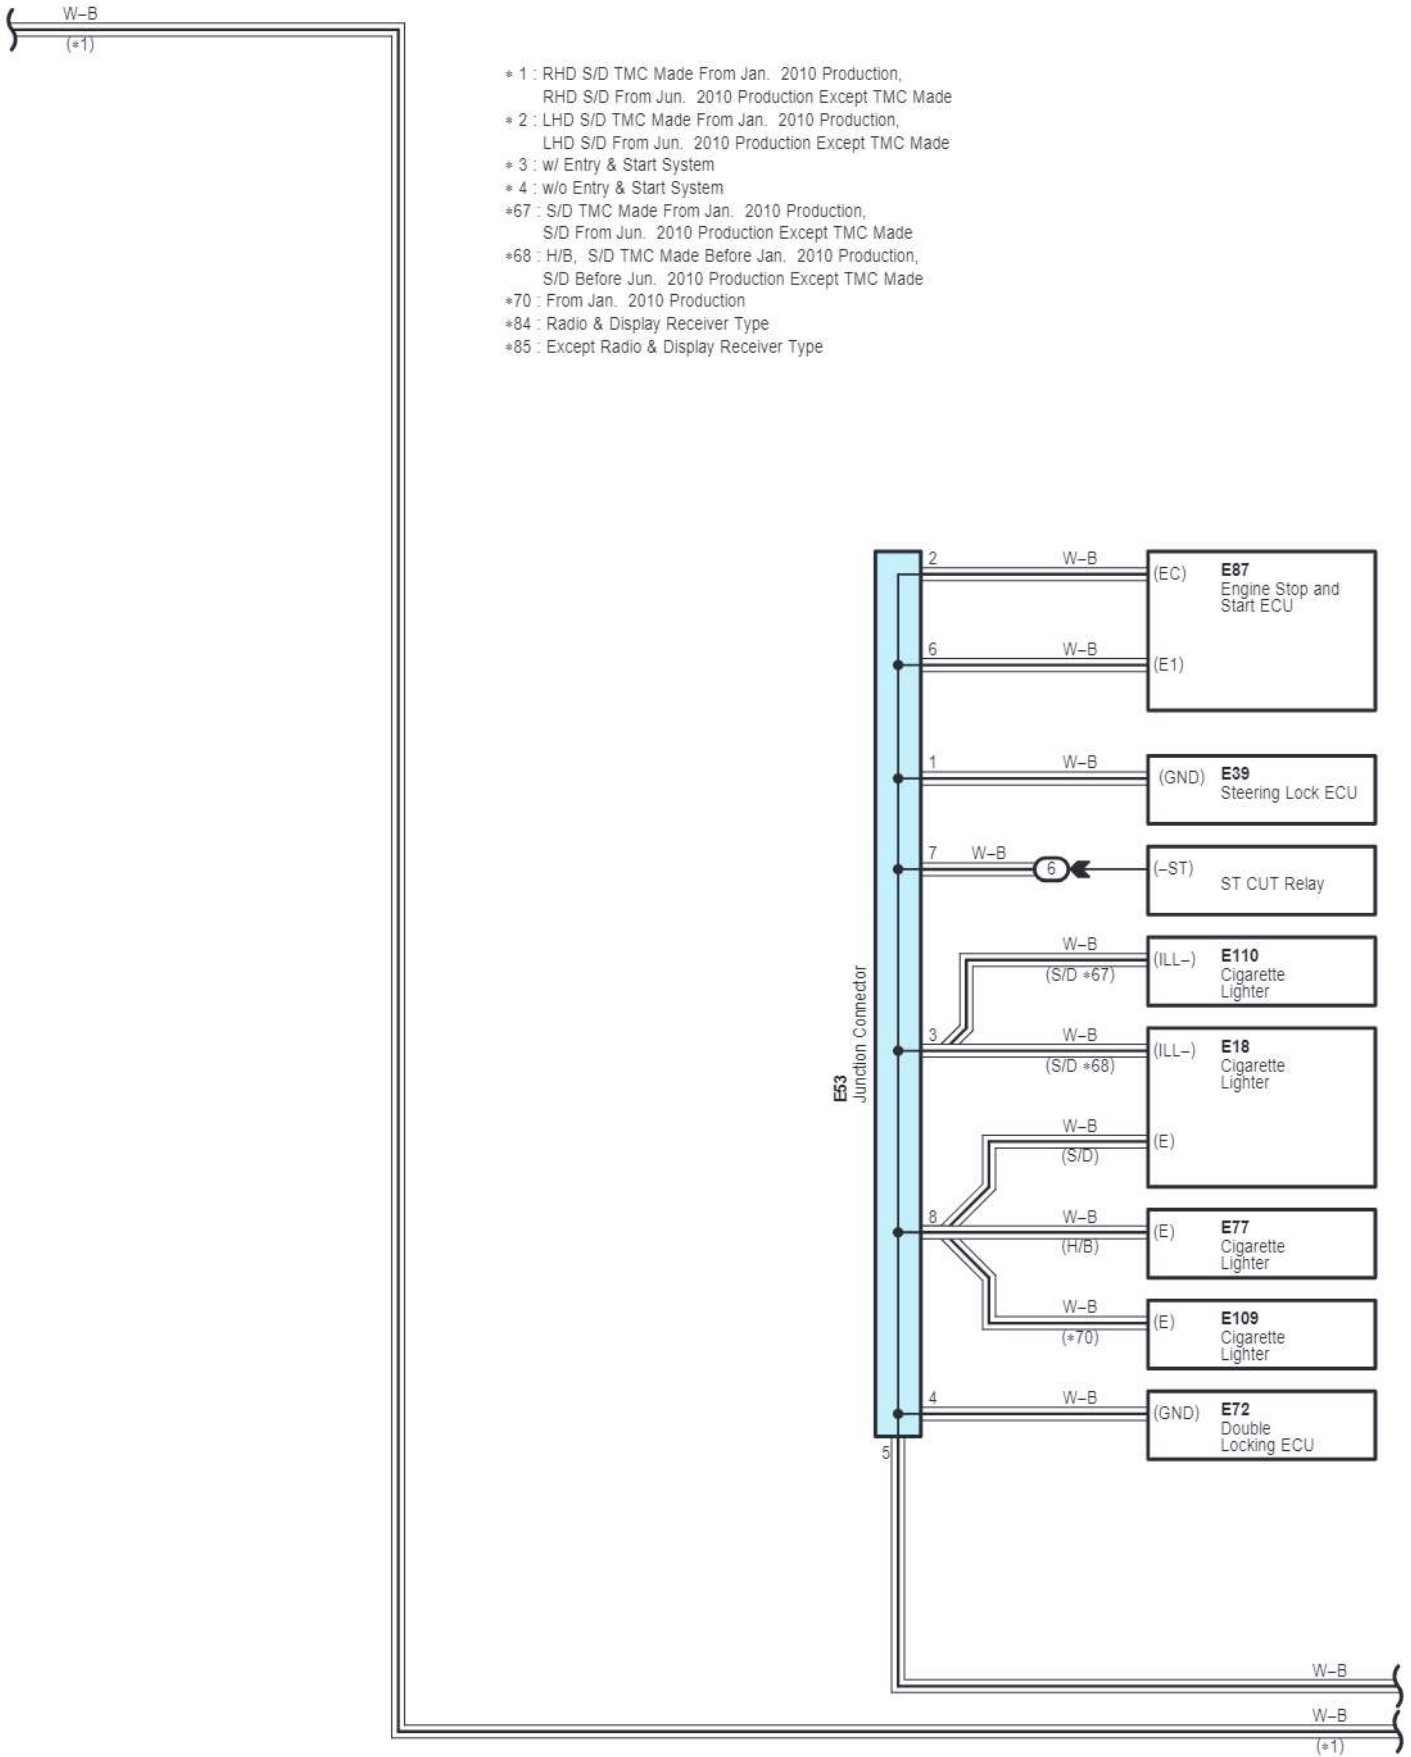 W–B
(*1)
* 1 : RHD S/D TMC Made From Jan. 2010 Production,
RHD S/D From Jun. 2010 Production Except TMC Made
* 2 : LHD S/D TMC Made From Jan. 2010 Production,
LHD S/D From Jun. 2010 Production Except TMC Made
* 3 : w/ Entry & Start System
* 4 : w/o Entry & Start System
*67 : S/D TMC Made From Jan. 2010 Production,
S/D From Jun. 2010 Production Except TMC Made
*68 : H/B, S/D TMC Made Before Jan. 2010 Production,
S/D Before Jun. 2010 Production Except TMC Made
*70 : From Jan. 2010 Production
*84 : Radio & Display Receiver Type
*85 : Except Radio & Display Receiver Type
E53
Junction Connector
2 W–B (EC) E87
Engine Stop and
Start ECU
6 W–B (E1)
1 W–B (GND) E39
Steering Lock ECU
7 W–B 6 (–ST)
ST CUT Relay
W–B (ILL–) E110
(S/D *67) Cigarette
Lighter
3 W–B (ILL–) E18
(S/D *68) Cigarette
Lighter
W–B (E)
(S/D)
8 W–B (E) E77
(H/B) Cigarette
Lighter
W–B (E) E109
(*70) Cigarette
Lighter
4 W–B (GND) E72
Double
Locking ECU
5
W–B
W–B
(*1)